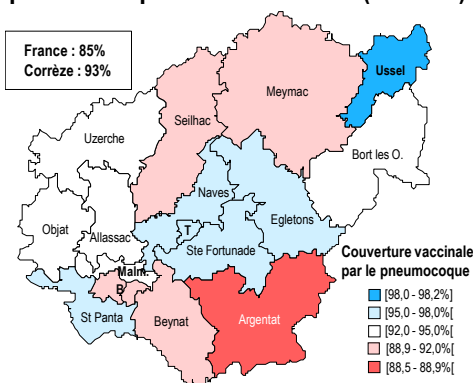 France : 85%
Corrèze : 93%
Ussel
Meymac
Seilhac
Uzerche
Bort les O.
Naves
Objat
Allassac
T
Egletons
Ste Fortunade
Malm.
B
St Panta
Beynat
Argentat
Couverture vaccinale
par le pneumocoque
[98,0 - 98,2%]
[95,0 - 98,0%[
[92,0 - 95,0%[
[88,9 - 92,0%[
[88,5 - 88,9%[